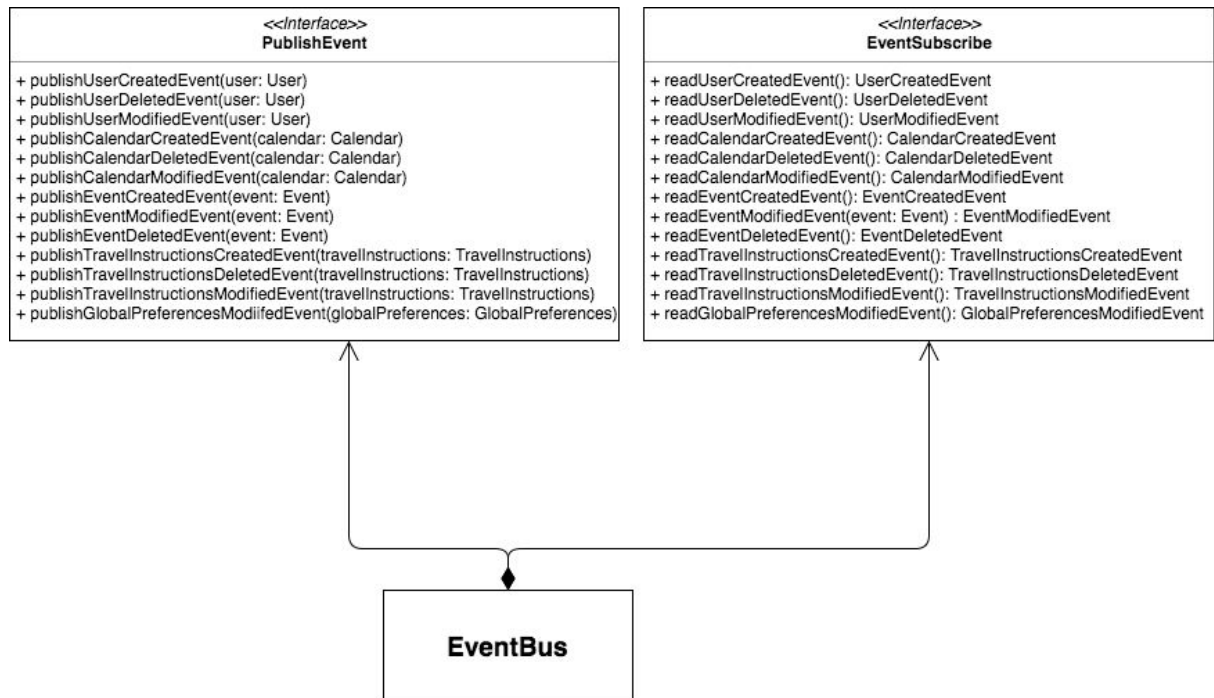 <<Interface>>
PublishEvent
+ publishUserCreatedEvent(user: User)
+ publishUserDeletedEvent(user: User)
+ publishUserModifiedEvent(user: User)
+ publishCalendarCreatedEvent(calendar: Calendar)
+ publishCalendarDeletedEvent(calendar: Calendar)
+ publishCalendarModifiedEvent(calendar: Calendar)
+ publishEventCreatedEvent(event: Event)
+ publishEventModifiedEvent(event: Event)
+ publishEventDeletedEvent(event: Event)
+ publishTravelInstructionsCreatedEvent(travelInstructions: TravelInstructions)
+ publishTravelInstructionsDeletedEvent(travelInstructions: TravelInstructions)
+ publishTravelInstructionsModifiedEvent(travelInstructions: TravelInstructions)
+ publishGlobalPreferencesModiifedEvent(globalPreferences: GlobalPreferences)
<<Interface>>
EventSubscribe
+ readUserCreatedEvent(): UserCreatedEvent
+ readUserDeletedEvent(): UserDeletedEvent
+ readUserModifiedEvent(): UserModifiedEvent
+ readCalendarCreatedEvent(): CalendarCreatedEvent
+ readCalendarDeletedEvent(): CalendarDeletedEvent
+ readCalendarModifiedEvent(): CalendarModifiedEvent
+ readEventCreatedEvent(): EventCreatedEvent
+ readEventModifiedEvent(event: Event) : EventModifiedEvent
+ readEventDeletedEvent(): EventDeletedEvent
+ readTravelInstructionsCreatedEvent(): TravelInstructionsCreatedEvent
+ readTravelInstructionsDeletedEvent(): TravelInstructionsDeletedEvent
+ readTravelInstructionsModifiedEvent(): TravelInstructionsModifiedEvent
+ readGlobalPreferencesModifiedEvent(): GlobalPreferencesModifiedEvent
EventBus